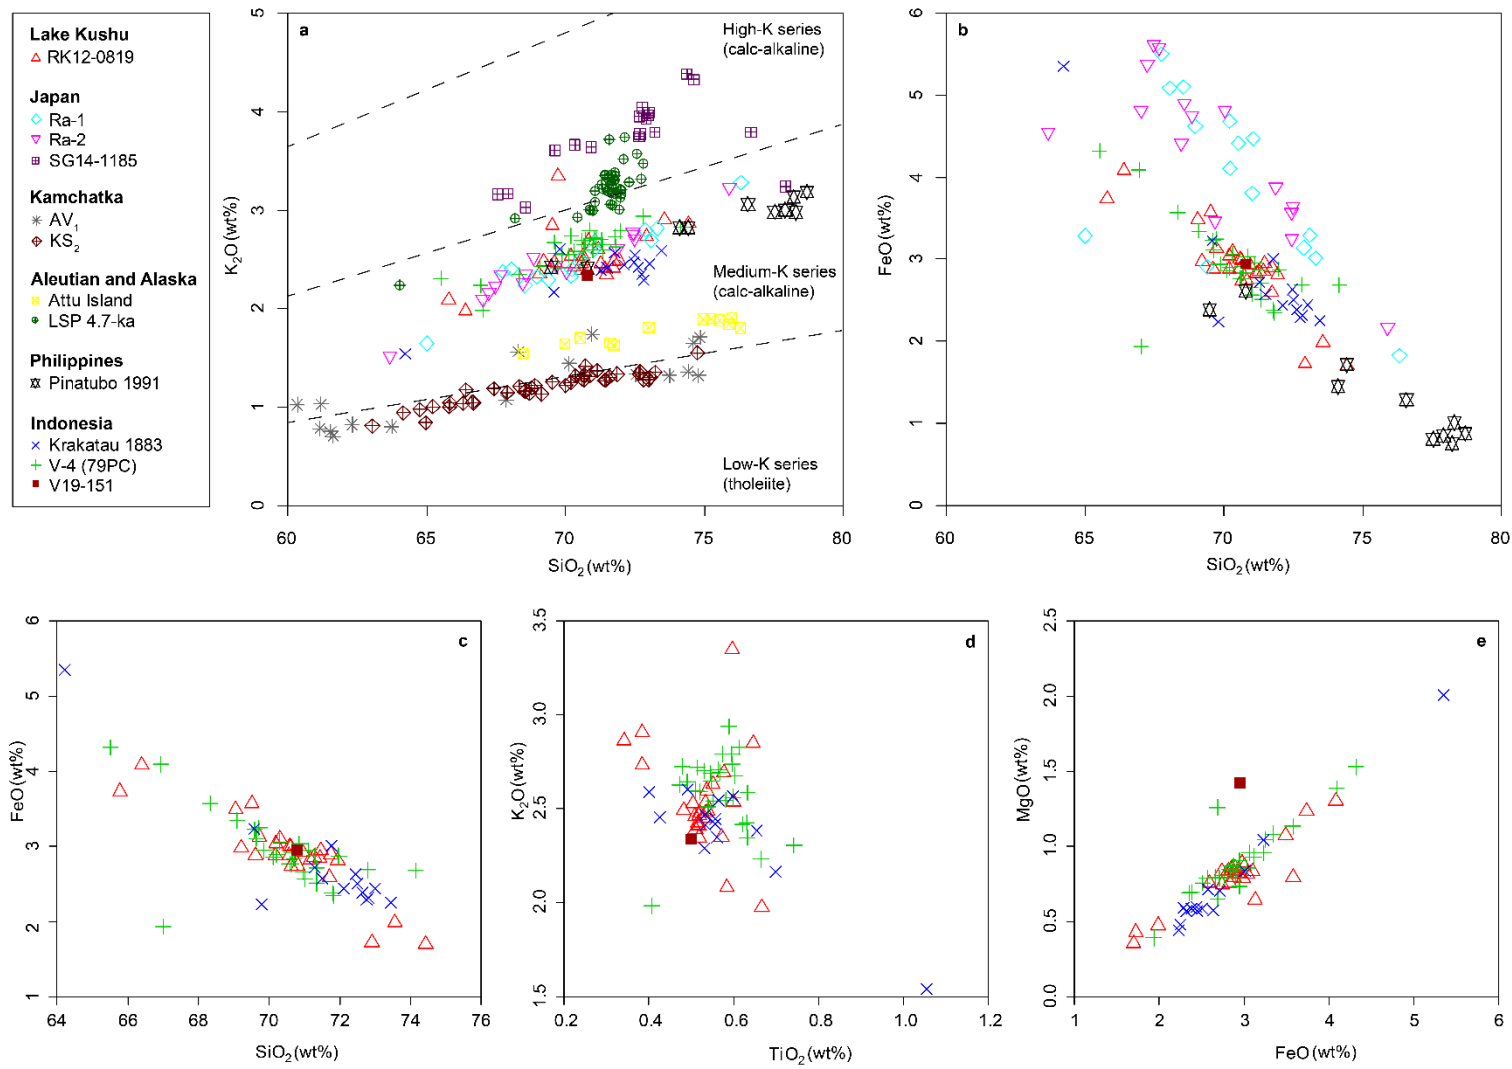 Lake Kushu
RK12-0819
Japan
Ra-1
Ra-2
SG14-1185
Kamchatka
AV₁
KS₂
Aleutian and Alaska
Attu Island
LSP 4.7-ka
Philippines
Pinatubo 1991
Indonesia
Krakatau 1883
V-4 (79PC)
V19-151
a
High-K series
(calc-alkaline)
Medium-K series
(calc-alkaline)
Low-K series
(tholeiite)
K₂O (wt%)
0 1 2 3 4 5
60 65 70 75 80
SiO₂ (wt%)
b
FeO (wt%)
0 1 2 3 4 5 6
60 65 70 75 80
SiO₂ (wt%)
c
FeO (wt%)
1 2 3 4 5 6
64 66 68 70 72 74 76
SiO₂ (wt%)
d
K₂O (wt%)
1.5 2.0 2.5 3.0 3.5
0.2 0.4 0.6 0.8 1.0 1.2
TiO₂ (wt%)
e
MgO (wt%)
0.0 0.5 1.0 1.5 2.0 2.5
1 2 3 4 5 6
FeO (wt%)